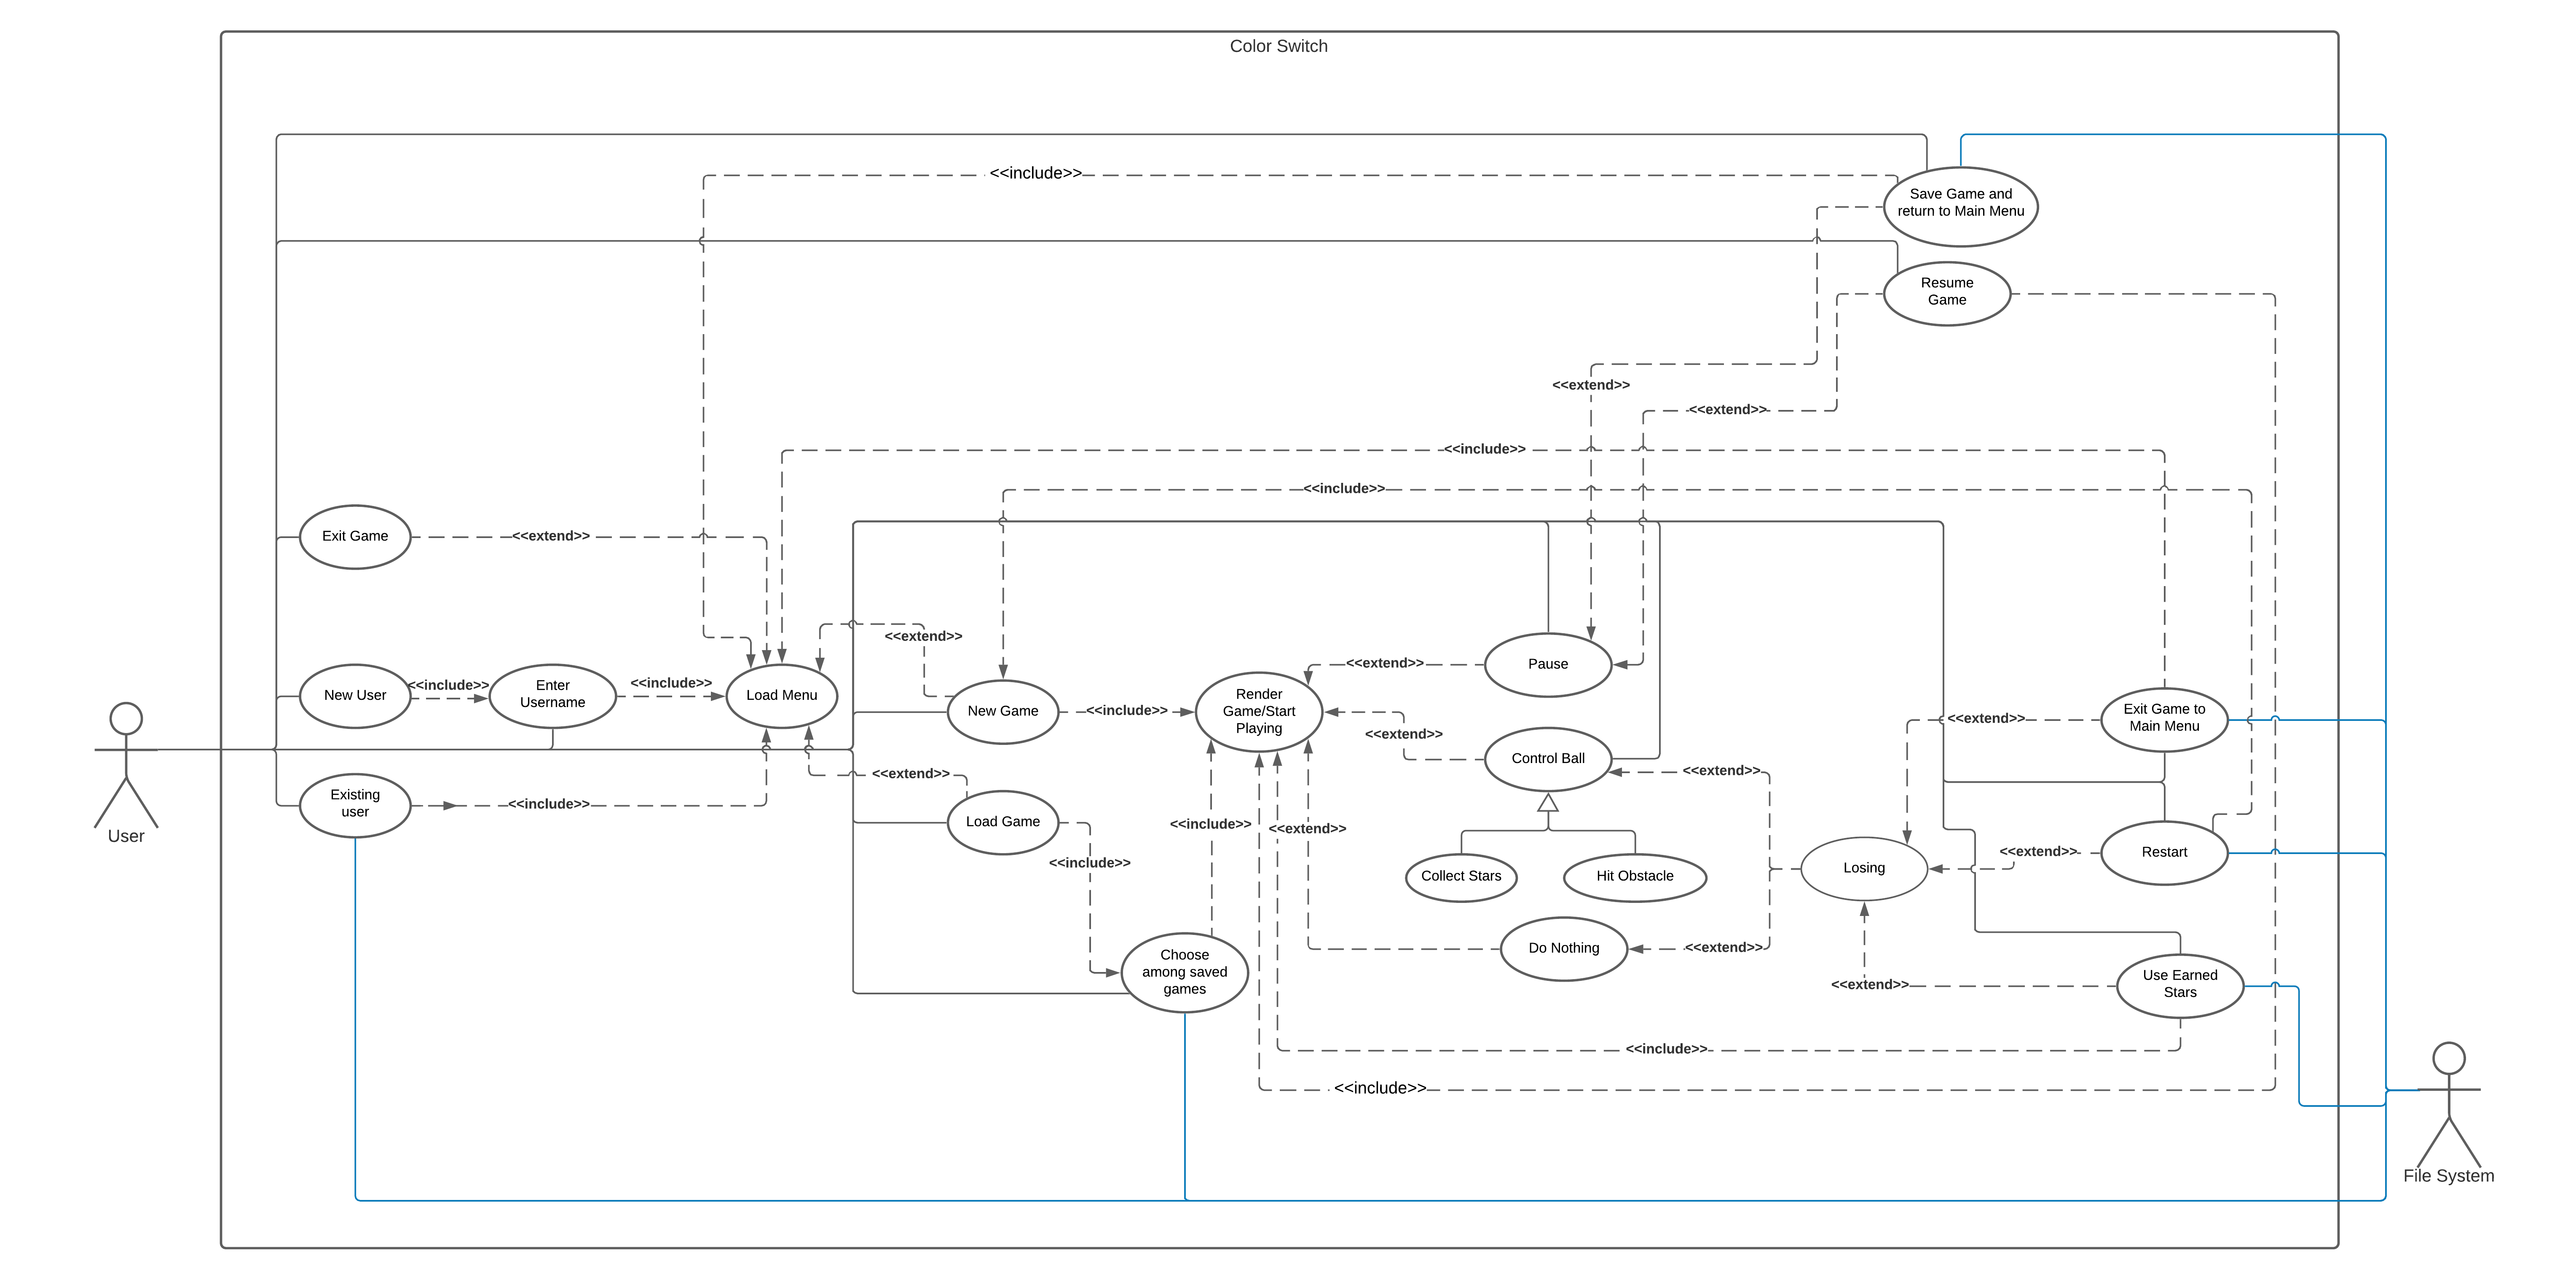 Color Switch
<<include>>
Save Game and
return to Main Menu
Resume
Game
<<extend>>
<<extend>>
<<include>>
<<include>>
Exit Game
<<extend>>
<<extend>>
New User
<<include>>
Enter
Username
<<include>>
Load Menu
New Game
<<include>>
Render
Game/Start
Playing
<<extend>>
Pause
<<extend>>
Control Ball
<<extend>>
<<extend>>
Exit Game to
Main Menu
User
Existing
user
<<include>>
<<extend>>
Load Game
<<include>>
<<include>>
<<extend>>
Collect Stars
Hit Obstacle
Losing
<<extend>>
Restart
Choose
among saved
games
Do Nothing
<<extend>>
<<extend>>
Use Earned
Stars
<<include>>
<<include>>
File System